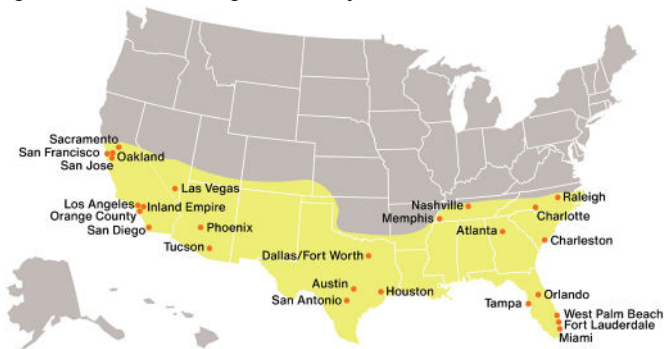 Sacramento
San Francisco
Oakland
San Jose
Las Vegas
Los Angeles
Inland Empire
Orange County
San Diego
Phoenix
Tucson
Dallas/Fort Worth
Austin
San Antonio
Houston
Nashville
Memphis
Atlanta
Raleigh
Charlotte
Charleston
Orlando
Tampa
West Palm Beach
Fort Lauderdale
Miami